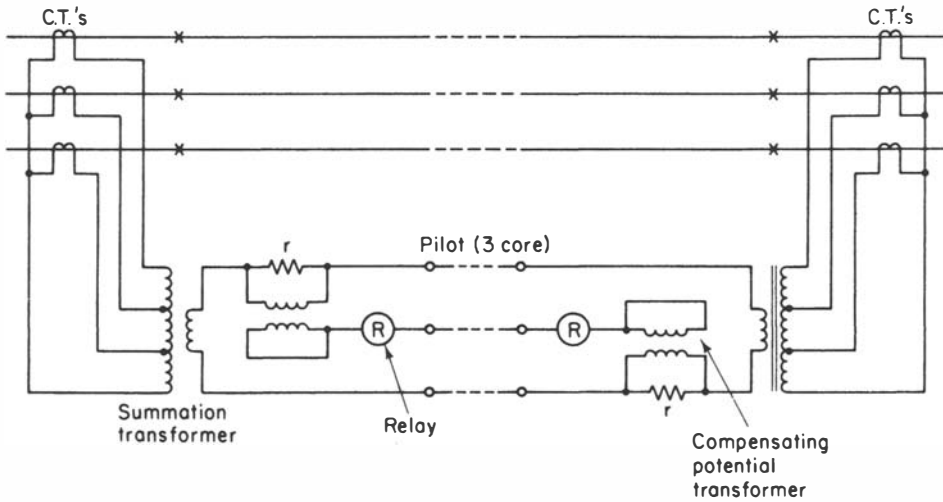 C.T.'s
C.T.'s
r
Pilot (3 core)
R
R
Summation
transformer
Relay
r
Compensating
potential
transformer